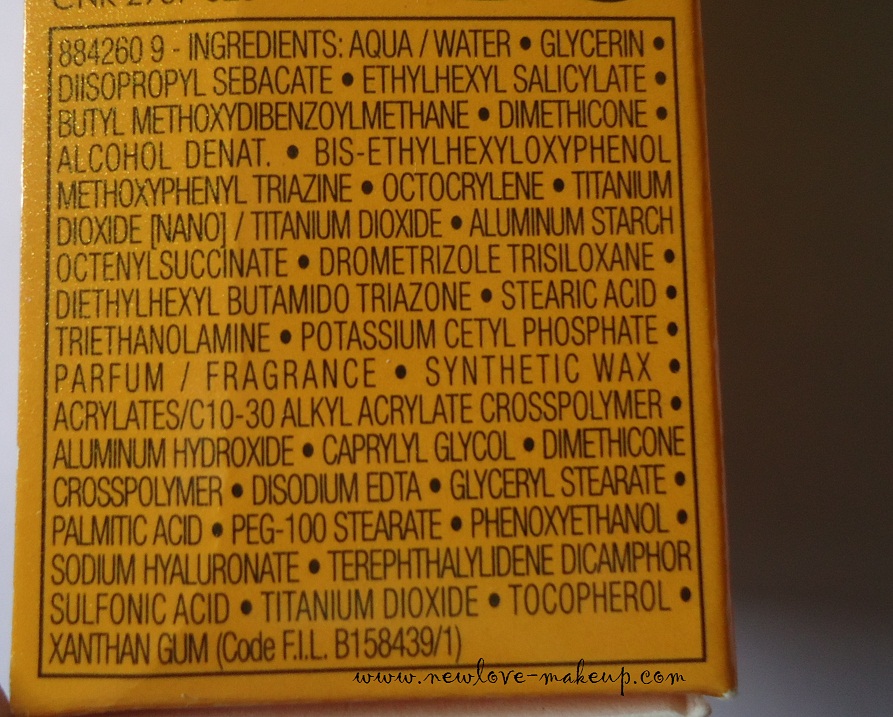 884260 9 - INGREDIENTS: AQUA / WATER • GLYCERIN •
DIISOPROPYL SEBACATE • ETHYLHEXYL SALICYLATE •
BUTYL METHOXYDIBENZOYLMETHANE • DIMETHICONE •
ALCOHOL DENAT. • BIS-ETHYLHEXYLOXYPHENOL
METHOXYPHENYL TRIAZINE • OCTOCRYLENE • TITANIUM
DIOXIDE [NANO] / TITANIUM DIOXIDE • ALUMINUM STARCH
OCTENYLSUCCINATE • DROMETRIZOLE TRISILOXANE •
DIETHYLHEXYL BUTAMIDO TRIAZONE • STEARIC ACID •
TRIETHANOLAMINE • POTASSIUM CETYL PHOSPHATE •
PARFUM / FRAGRANCE • SYNTHETIC WAX •
ACRYLATES/C10-30 ALKYL ACRYLATE CROSSPOLYMER •
ALUMINUM HYDROXIDE • CAPRYLYL GLYCOL • DIMETHICONE
CROSSPOLYMER • DISODIUM EDTA • GLYCERYL STEARATE •
PALMITIC ACID • PEG-100 STEARATE • PHENOXYETHANOL •
SODIUM HYALURONATE • TEREPHTHALYLIDENE DICAMPHOR
SULFONIC ACID • TITANIUM DIOXIDE • TOCOPHEROL •
XANTHAN GUM (Code F.I.L. B158439/1)
www.newlove-makeup.com